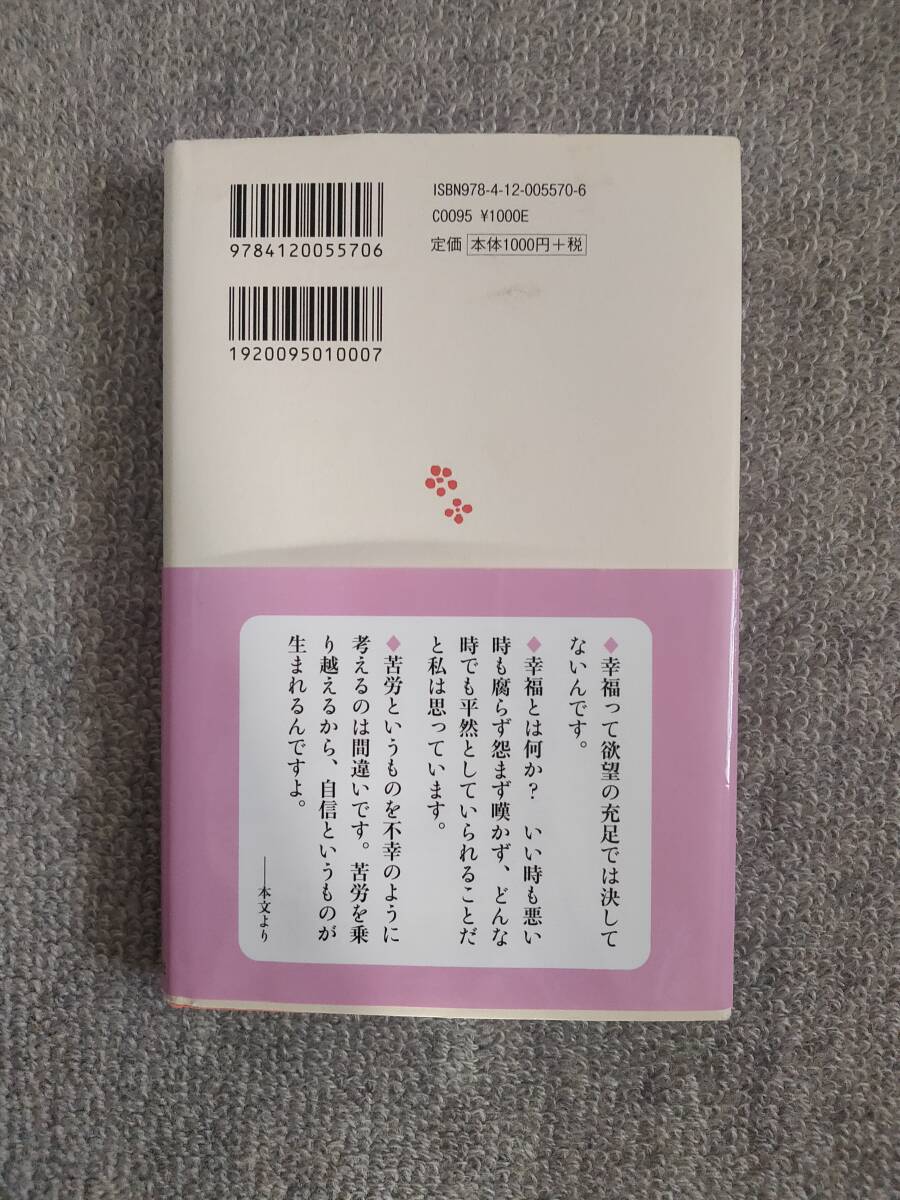 ISBN978-4-12-005570-6
C0095 ¥1000E
定価 本体1000円+税
9784120055706
1920095010007
◆幸福って欲望の充足では決して
ないんです。
◆幸福とは何か? いい時も悪い
時も腐らず怨まず嘆かず、どんな
時でも平然としていられることだ
と私は思っています。
◆苦労というものを不幸のように
考えるのは間違いです。苦労を乗
り越えるから、自信というものが
生まれるんですよ。
──本文より